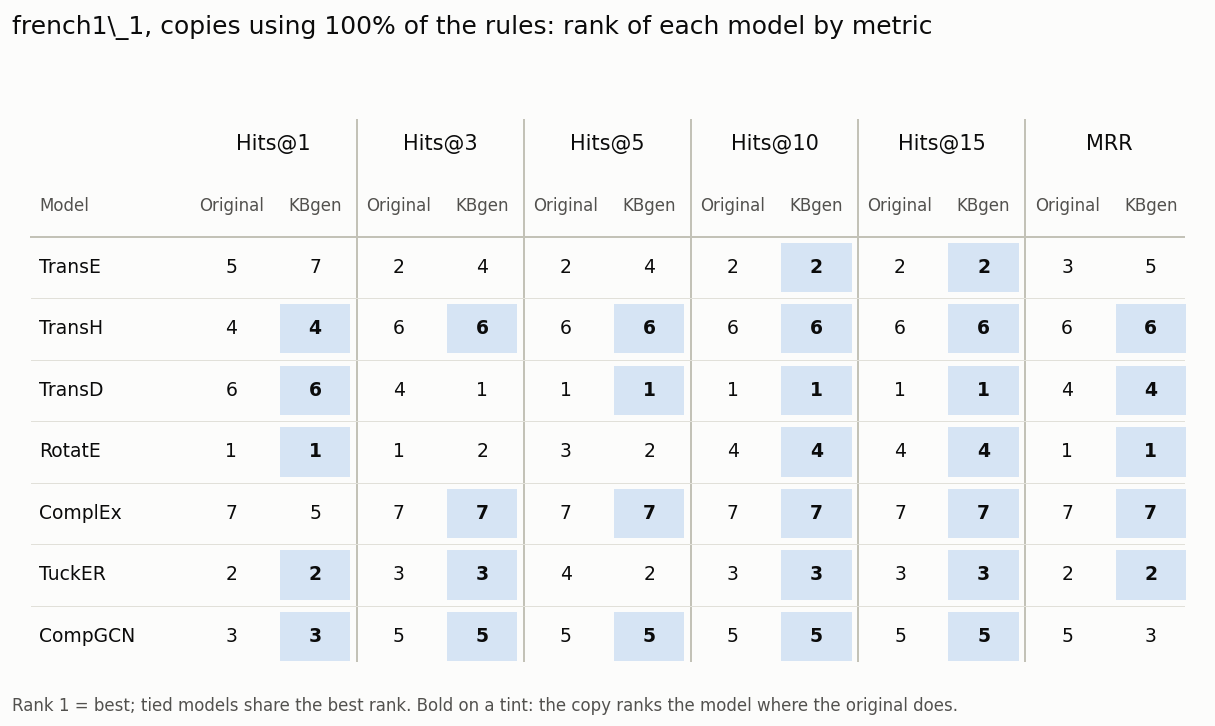 french1\_1, copies using 100% of the rules: rank of each model by metric
Hits@1 Hits@3 Hits@5 Hits@10 Hits@15 MRR
Model Original KBgen Original KBgen Original KBgen Original KBgen Original KBgen Original KBgen
TransE 5 7 2 4 2 4 2 2 2 2 3 5
TransH 4 4 6 6 6 6 6 6 6 6 6 6
TransD 6 6 4 1 1 1 1 1 1 1 4 4
RotatE 1 1 1 2 3 2 4 4 4 4 1 1
ComplEx 7 5 7 7 7 7 7 7 7 7 7 7
TuckER 2 2 3 3 4 2 3 3 3 3 2 2
CompGCN 3 3 5 5 5 5 5 5 5 5 5 3
Rank 1 = best; tied models share the best rank. Bold on a tint: the copy ranks the model where the original does.